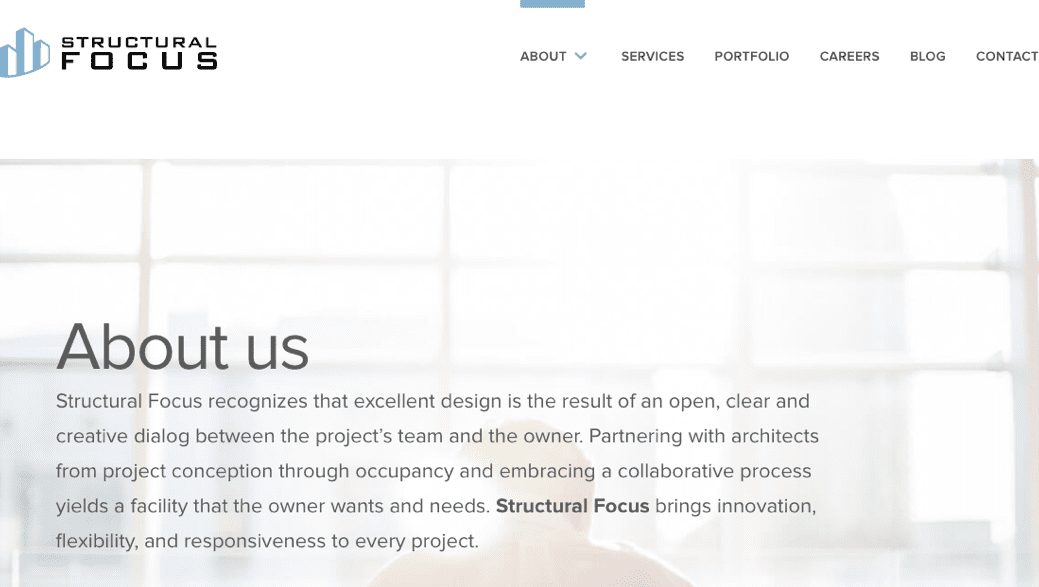 STRUCTURAL
FOCUS
ABOUT SERVICES PORTFOLIO CAREERS BLOG CONTACT
About us
Structural Focus recognizes that excellent design is the result of an open, clear and
creative dialog between the project’s team and the owner. Partnering with architects
from project conception through occupancy and embracing a collaborative process
yields a facility that the owner wants and needs. Structural Focus brings innovation,
flexibility, and responsiveness to every project.